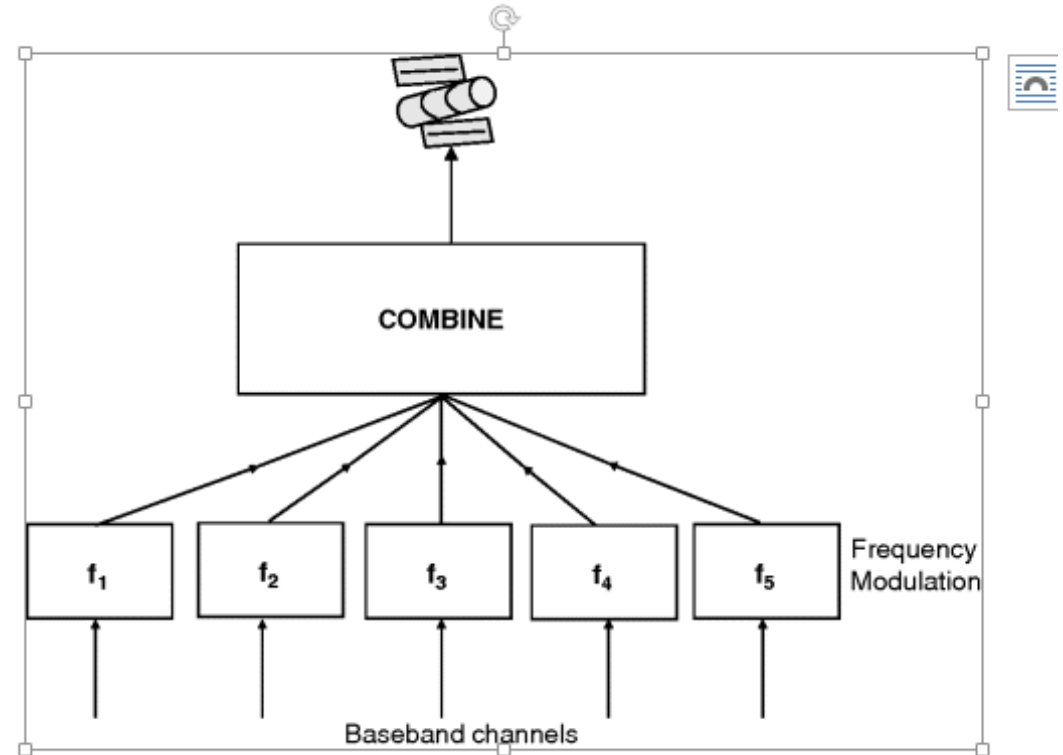 COMBINE
f₁ f₂ f₃ f₄ f₅
Frequency
Modulation
Baseband channels